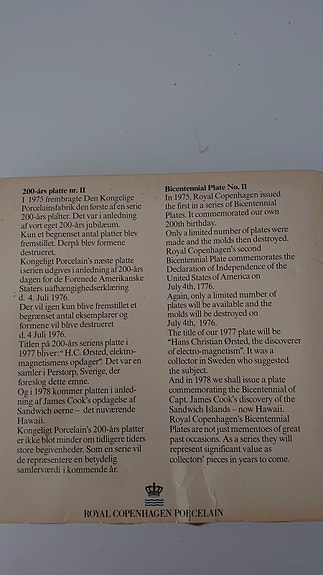 200-års platte nr. II
I 1975 frembragte Den Kongelige
Porcelainsfabrik den første af en serie
200-års platter. Det var i anledning
af vort eget 200-års jubilæum.
Kun et begrænset antal platter blev
fremstillet. Derpå blev formene
destrueret.
Kongeligt Porcelain's næste platte
i serien udgives i anledning af 200-års
dagen for de Forenede Amerikanske
Staters uafhængighedserklæring
d. 4. Juli 1976.
Der vil igen kun blive fremstillet et
begrænset antal eksemplarer og
formene vil blive destrueret
d. 4. Juli 1976.
Titlen på 200-års seriens platte i
1977 bliver: "H.C. Ørsted, elektro-
magnetismens opdager". Det var en
samler i Perstorp, Sverige, der
foreslog dette emne.
Og i 1978 kommer platten i anled-
ning af James Cook's opdagelse af
Sandwich øerne – det nuværende
Hawaii.
Kongeligt Porcelain's 200-års platter
er ikke blot minder om tidligere tiders
store begivenheder. Som en serie vil
de repræsentere en betydelig
samlerværdi i kommende år.
Bicentennial Plate No. II
In 1975, Royal Copenhagen issued
the first in a series of Bicentennial
Plates. It commemorated our own
200th birthday.
Only a limited number of plates were
made and the molds then destroyed.
Royal Copenhagen's second
Bicentennial Plate commemorates the
Declaration of Independence of the
United States of America on
July 4th, 1776.
Again, only a limited number of
plates will be available and the
molds will be destroyed on
July 4th, 1976.
The title of our 1977 plate will be
"Hans Christian Ørsted, the discoverer
of electro-magnetism". It was a
collector in Sweden who suggested
the subject.
And in 1978 we shall issue a plate
commemorating the Bicentennial of
Capt. James Cook's discovery of the
Sandwich Islands – now Hawaii.
Royal Copenhagen's Bicentennial
Plates are not just mementoes of great
past occasions. As a series they will
represent significant value as
collectors' pieces in years to come.
ROYAL COPENHAGEN PORCELAIN